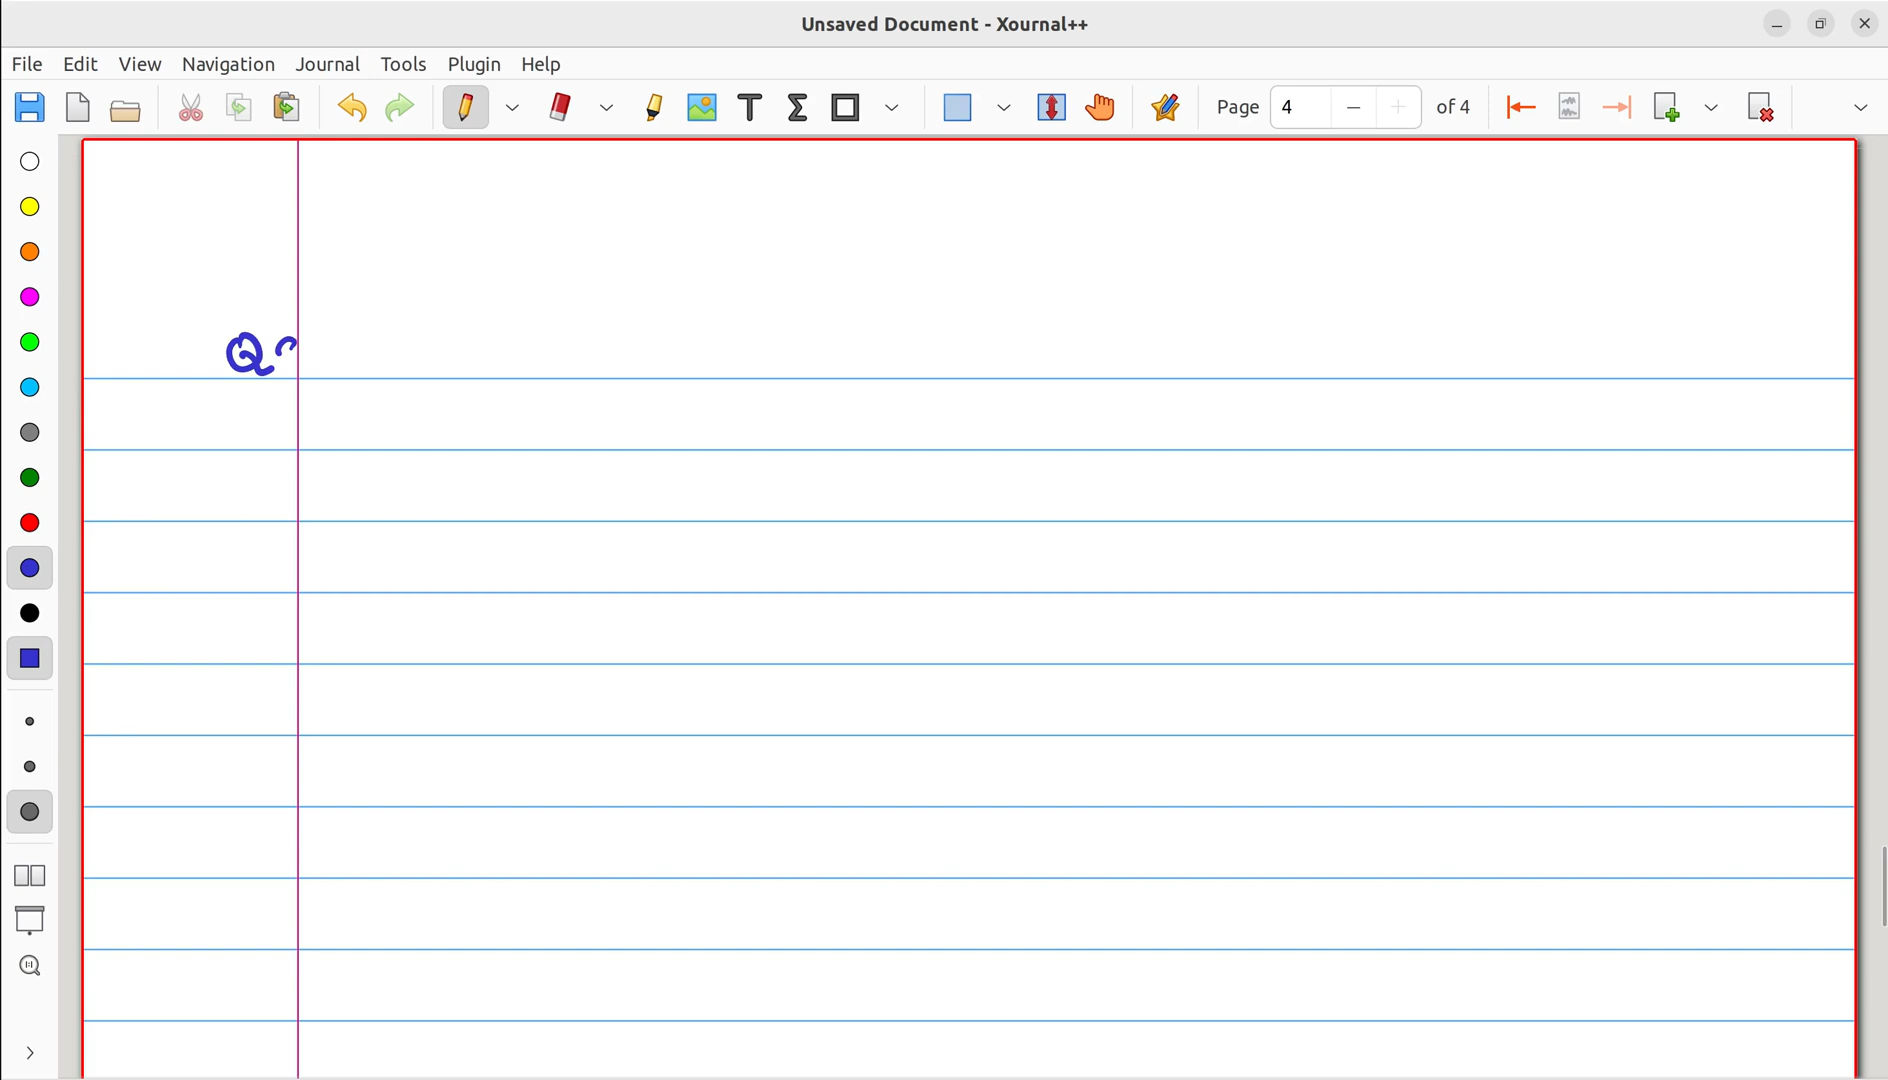 Unsaved Document - Xournal++
File Edit View Navigation Journal Tools Plugin Help
Page 4 of 4
Q